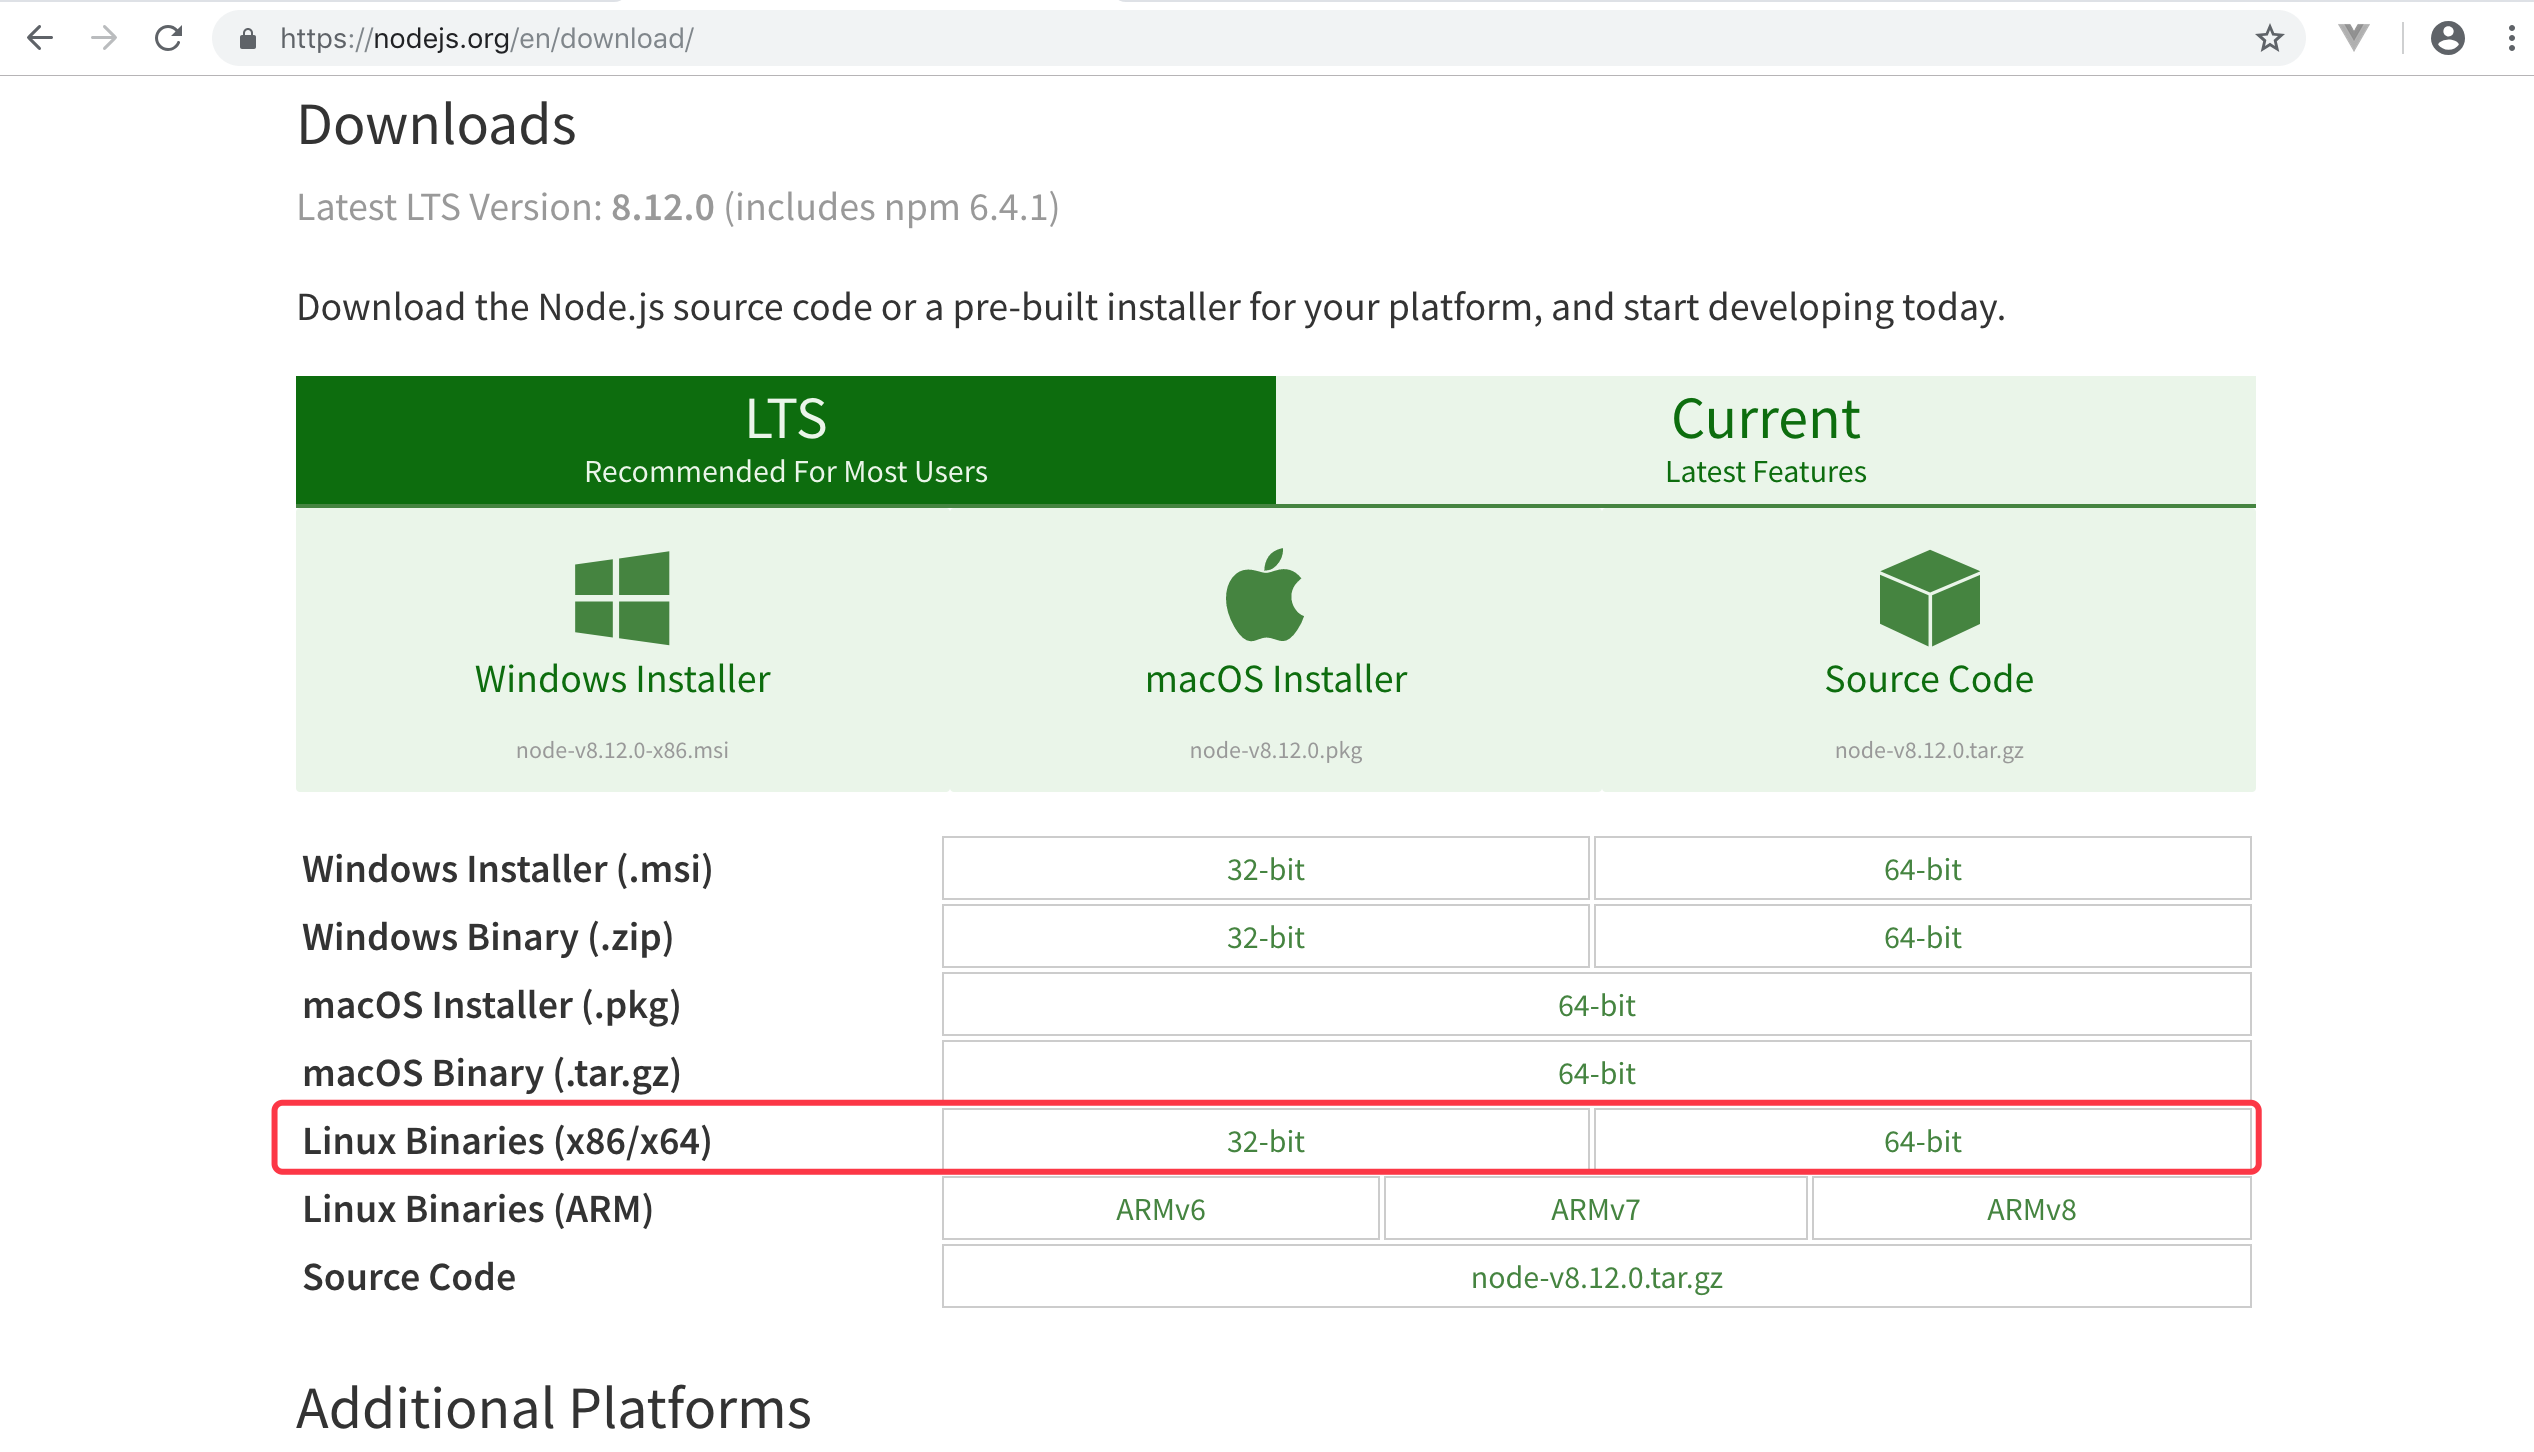 https://nodejs.org/en/download/
Downloads
Latest LTS Version: 8.12.0 (includes npm 6.4.1)
Download the Node.js source code or a pre-built installer for your platform, and start developing today.
LTS
Recommended For Most Users
Current
Latest Features
Windows Installer
node-v8.12.0-x86.msi
macOS Installer
node-v8.12.0.pkg
Source Code
node-v8.12.0.tar.gz
Windows Installer (.msi) 32-bit 64-bit
Windows Binary (.zip) 32-bit 64-bit
macOS Installer (.pkg) 64-bit
macOS Binary (.tar.gz) 64-bit
Linux Binaries (x86/x64) 32-bit 64-bit
Linux Binaries (ARM) ARMv6 ARMv7 ARMv8
Source Code node-v8.12.0.tar.gz
Additional Platforms